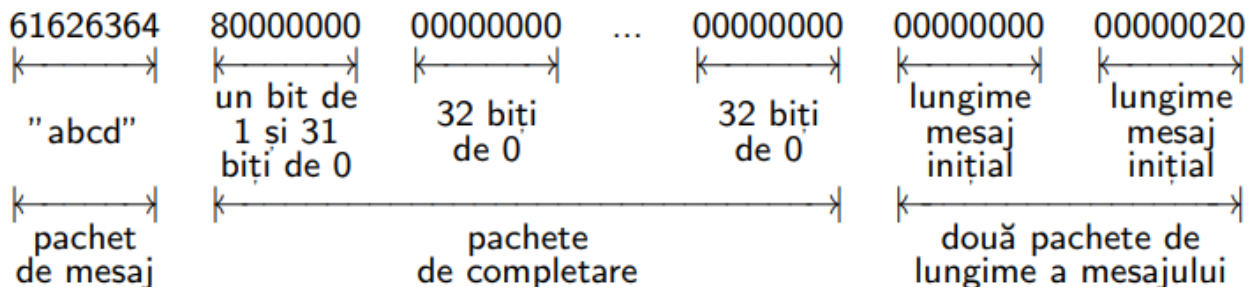 61626364 80000000 00000000 ... 00000000 00000000 00000020
"abcd" un bit de 1 și 31 biți de 0 32 biți de 0 32 biți de 0 lungime mesaj inițial lungime mesaj inițial
pachet de mesaj pachete de completare două pachete de lungime a mesajului